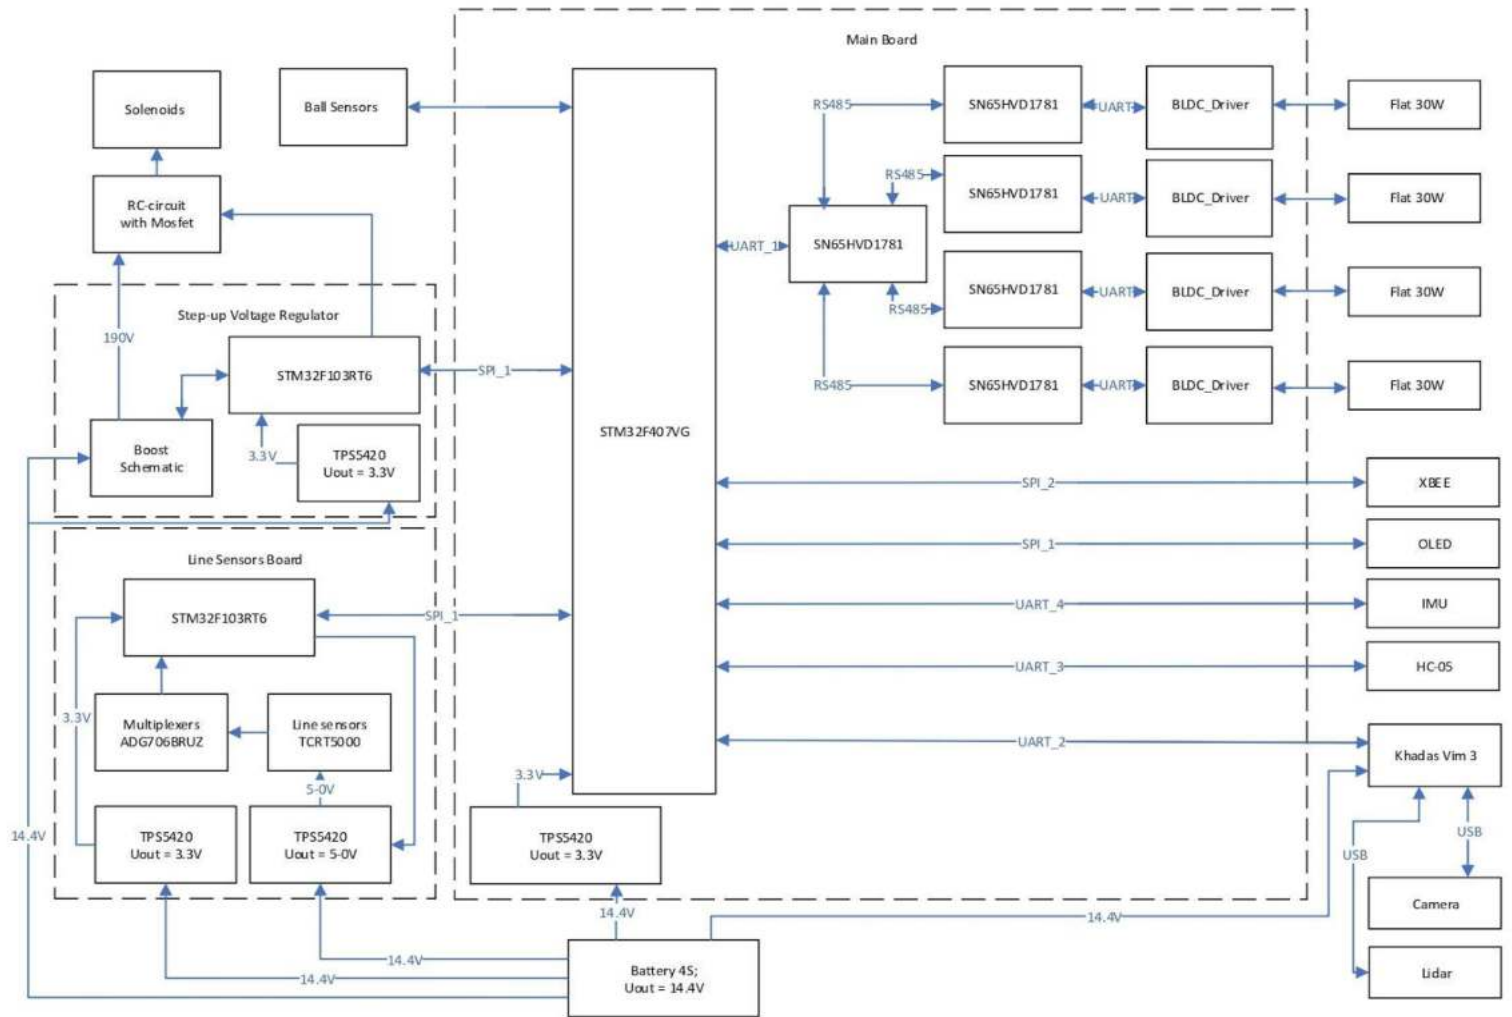 Main Board
Solenoids
Ball Sensors
RC-circuit
with Mosfet
190V
Step-up Voltage Regulator
STM32F103RT6
SPI_1
Boost
Schematic
3.3V
TPS5420
Uout = 3.3V
Line Sensors Board
STM32F103RT6
SPI_1
3.3V
Multiplexers
ADG706BRUZ
Line sensors
TCRT5000
5-0V
14.4V
TPS5420
Uout = 3.3V
TPS5420
Uout = 5-0V
STM32F407VG
3.3V
TPS5420
Uout = 3.3V
14.4V
14.4V
14.4V
14.4V
Battery 4S;
Uout = 14.4V
UART_1
SN65HVD1781
RS485
SN65HVD1781
UART
BLDC_Driver
Flat 30W
RS485
SN65HVD1781
UART
BLDC_Driver
Flat 30W
RS485
SN65HVD1781
UART
BLDC_Driver
Flat 30W
RS485
SN65HVD1781
UART
BLDC_Driver
Flat 30W
SPI_2
XBEE
SPI_1
OLED
UART_4
IMU
UART_3
HC-05
UART_2
Khadas Vim 3
USB
USB
Camera
Lidar